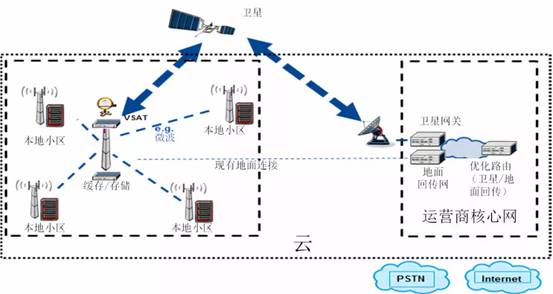 卫星
VSAT
e.g.
微波
本地小区
本地小区
现有地面连接
缓存/存储
本地小区
本地小区
卫星网关
地面
回传网
优化路由
(卫星/地
面回传)
运营商核心网
云
PSTN
Internet